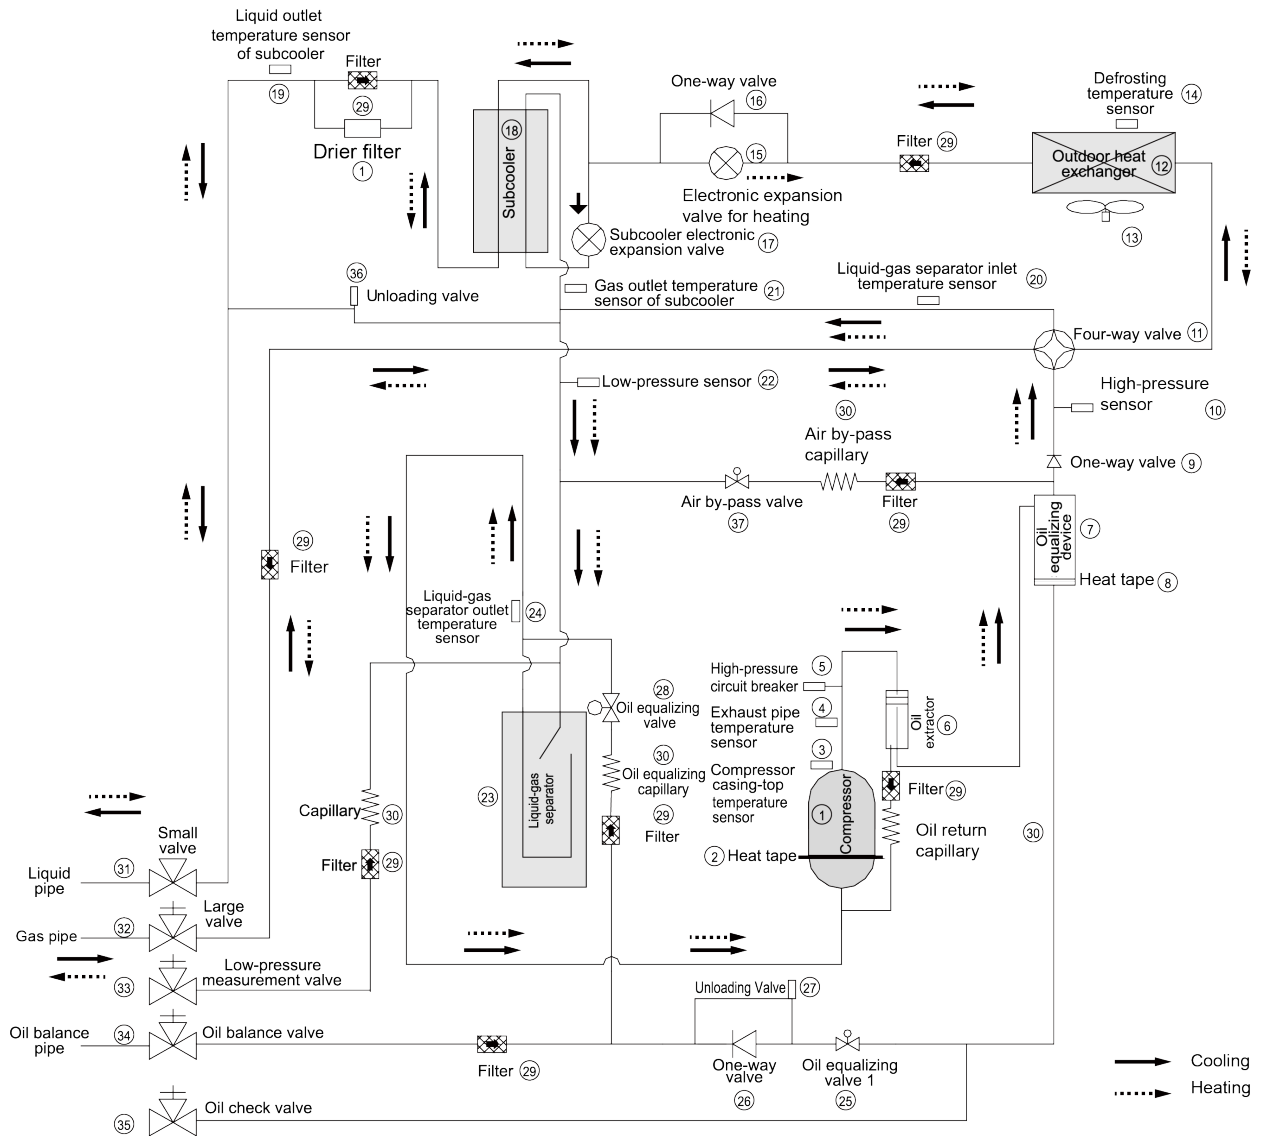 Liquid outlet
temperature sensor
of subcooler
19
Filter
29
Drier filter
1
18
Subcooler
One-way valve
16
15
Electronic expansion
valve for heating
Subcooler electronic
expansion valve
17
Filter 29
Defrosting
temperature
sensor
14
Outdoor heat
exchanger
12
13
36
Unloading valve
Gas outlet temperature
sensor of subcooler
21
Liquid-gas separator inlet
temperature sensor
20
Four-way valve 11
Low-pressure sensor 22
High-pressure
sensor
10
30
Air by-pass
capillary
One-way valve 9
Air by-pass valve
37
Filter
29
Oil
equalizing
device
7
Heat tape 8
29
Filter
Liquid-gas
separator outlet
temperature
sensor
24
High-pressure
circuit breaker
5
Exhaust pipe
temperature
sensor
4
Compressor
casing-top
temperature
sensor
3
28
Oil equalizing
valve
30
Oil equalizing
capillary
29
Filter
Oil
extractor
6
Filter 29
Oil return
capillary
30
1
Compressor
2 Heat tape
23
Liquid-gas
separator
Capillary 30
Filter 29
Small
valve
Liquid
pipe
31
Large
valve
Gas pipe
32
Low-pressure
measurement valve
33
Oil balance
pipe
34
Oil balance valve
Filter 29
Unloading Valve 27
One-way
valve
26
Oil equalizing
valve 1
25
35
Oil check valve
Cooling
Heating